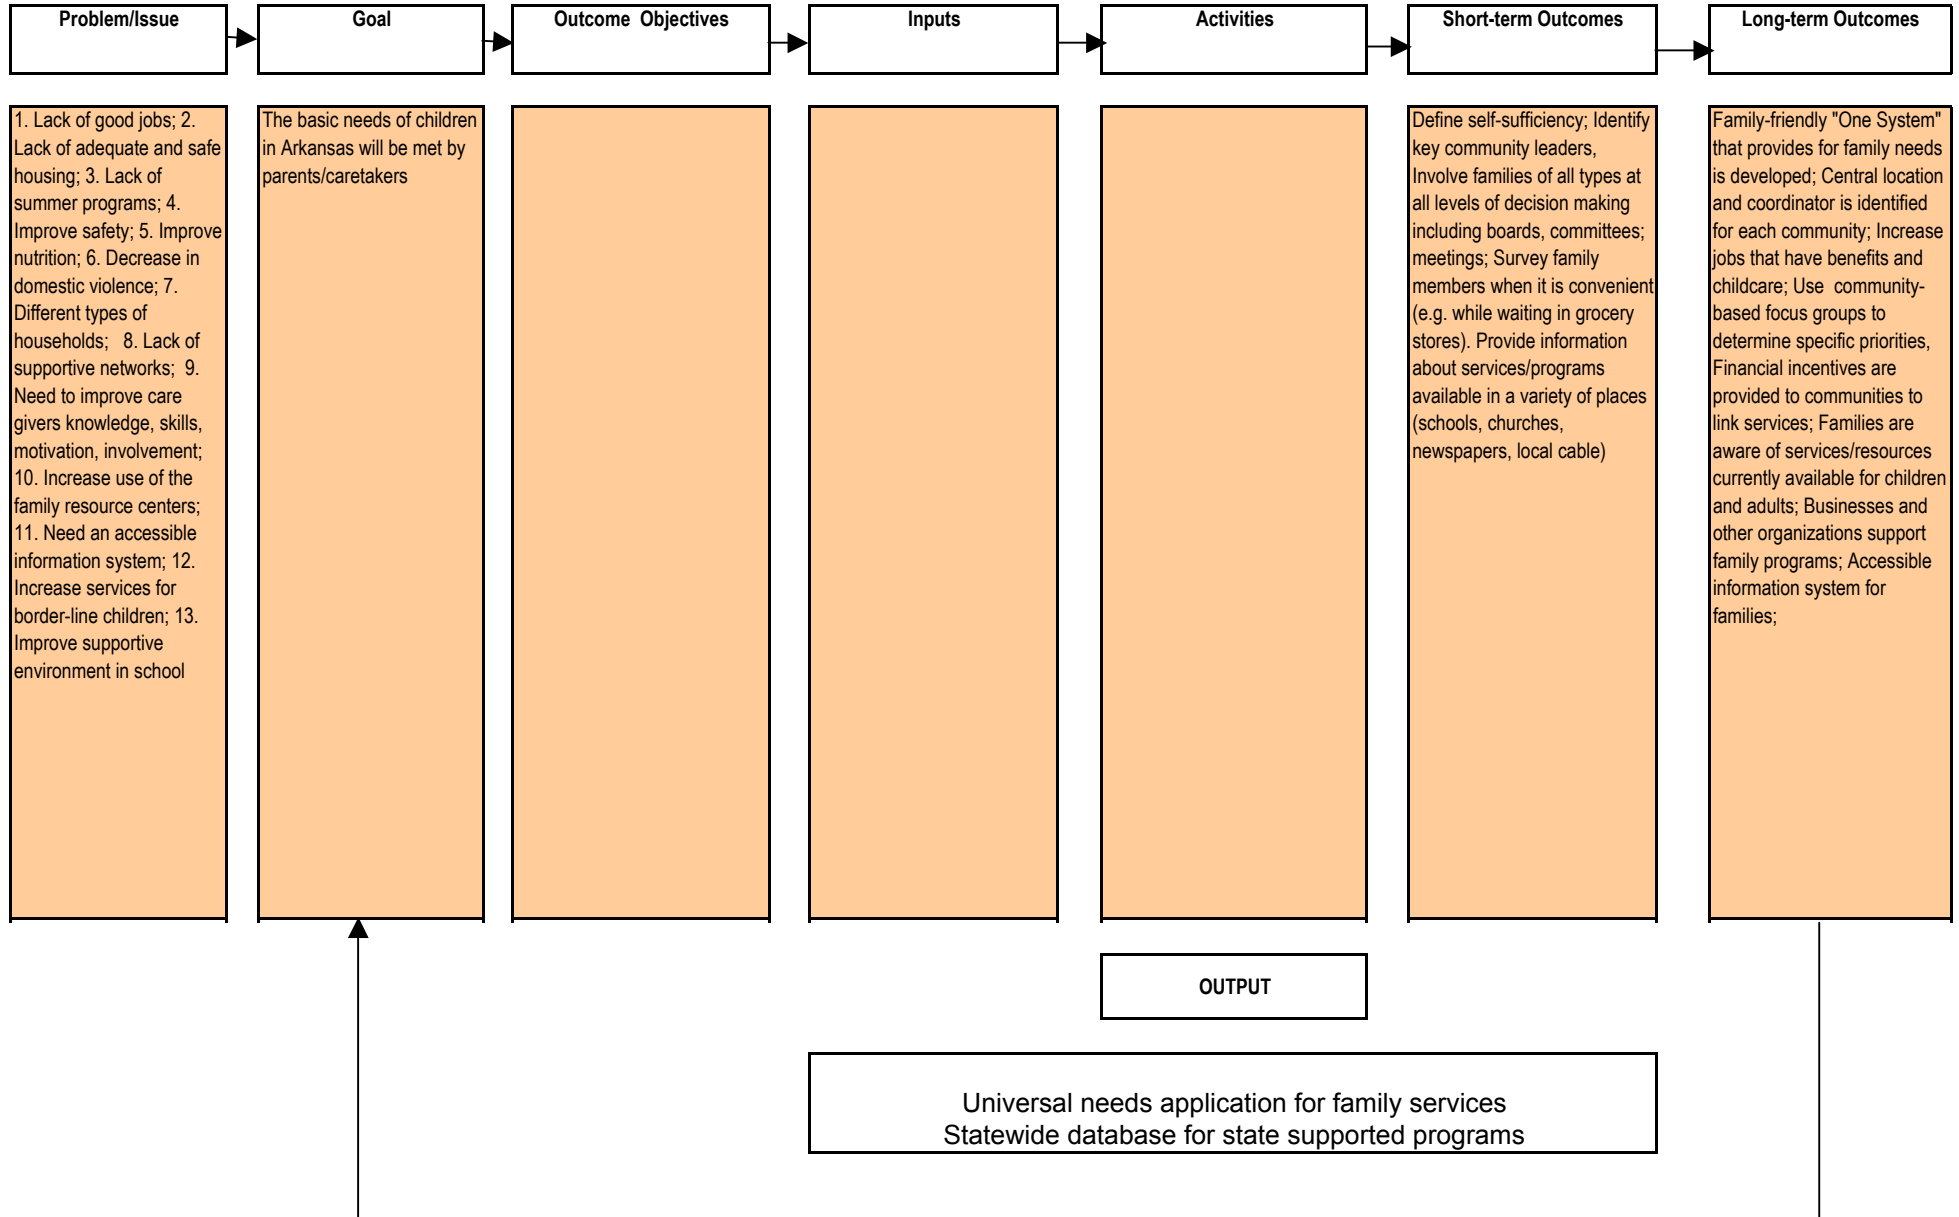 Problem/Issue
Goal
Outcome  Objectives
Inputs
Activities
Short-term Outcomes
Long-term Outcomes
1. Lack of good jobs; 2.
Lack of adequate and safe
housing; 3. Lack of
summer programs; 4.
Improve safety; 5. Improve
nutrition; 6. Decrease in
domestic violence; 7.
Different types of
households;   8. Lack of
supportive networks;  9.
Need to improve care
givers knowledge, skills,
motivation, involvement;
10. Increase use of the
family resource centers;
11. Need an accessible
information system; 12.
Increase services for
border-line children; 13.
Improve supportive
environment in school
The basic needs of children
in Arkansas will be met by
parents/caretakers
Define self-sufficiency; Identify
key community leaders,
Involve families of all types at
all levels of decision making
including boards, committees;
meetings; Survey family
members when it is convenient
(e.g. while waiting in grocery
stores). Provide information
about services/programs
available in a variety of places
(schools, churches,
newspapers, local cable)
Family-friendly "One System"
that provides for family needs
is developed; Central location
and coordinator is identified
for each community; Increase
jobs that have benefits and
childcare; Use  community-
based focus groups to
determine specific priorities,
Financial incentives are
provided to communities to
link services; Families are
aware of services/resources
currently available for children
and adults; Businesses and
other organizations support
family programs; Accessible
information system for
families;
OUTPUT
Universal needs application for family services
Statewide database for state supported programs